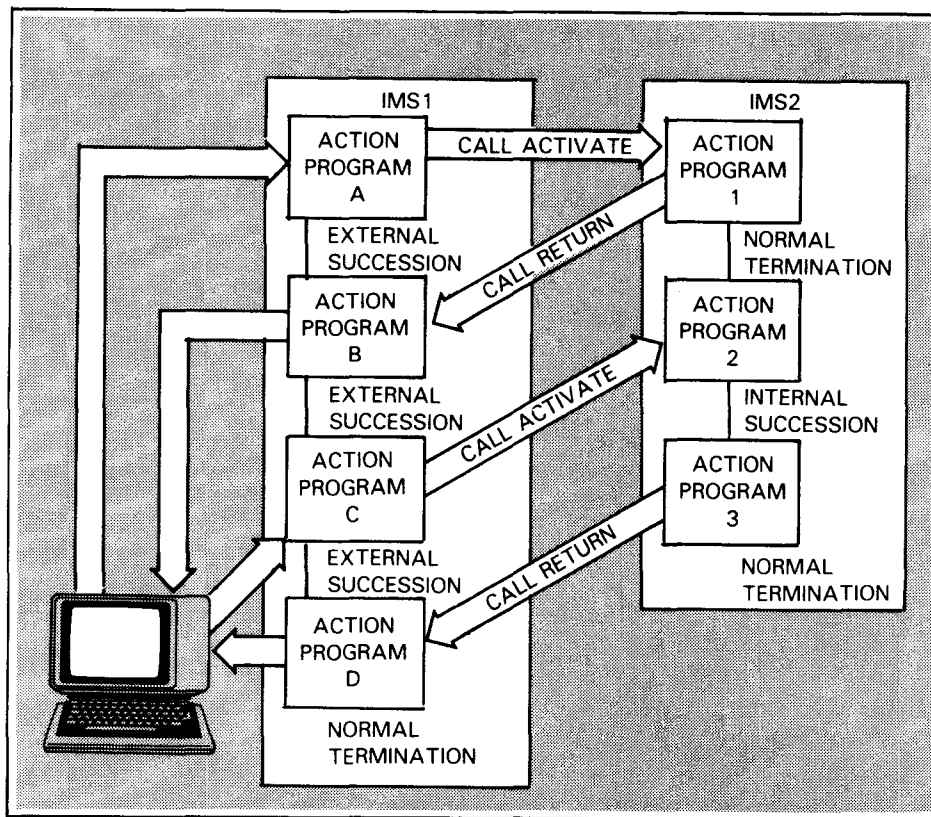 IMS1
ACTION
PROGRAM
A
EXTERNAL
SUCCESSION
ACTION
PROGRAM
B
EXTERNAL
SUCCESSION
ACTION
PROGRAM
C
EXTERNAL
SUCCESSION
ACTION
PROGRAM
D
NORMAL
TERMINATION
CALL ACTIVATE
CALL RETURN
CALL ACTIVATE
CALL RETURN
IMS2
ACTION
PROGRAM
1
NORMAL
TERMINATION
ACTION
PROGRAM
2
INTERNAL
SUCCESSION
ACTION
PROGRAM
3
NORMAL
TERMINATION